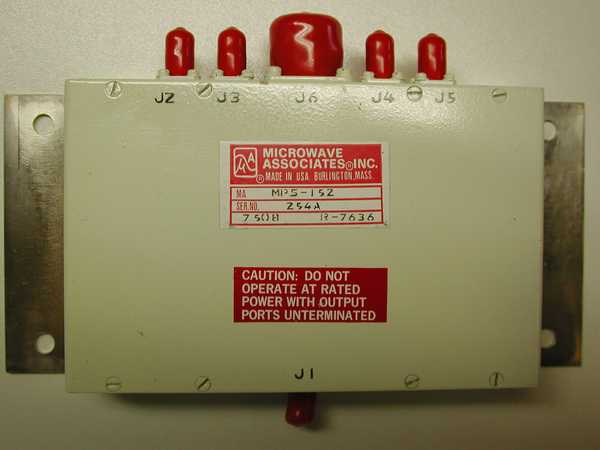 J2 J3 J6 J4 J5
MA
MICROWAVE
ASSOCIATES® INC.
® MADE IN USA BURLINGTON, MASS.
MA MPS-152
SER.NO. 254A
7508 R-7636
CAUTION: DO NOT
OPERATE AT RATED
POWER WITH OUTPUT
PORTS UNTERMINATED
J1